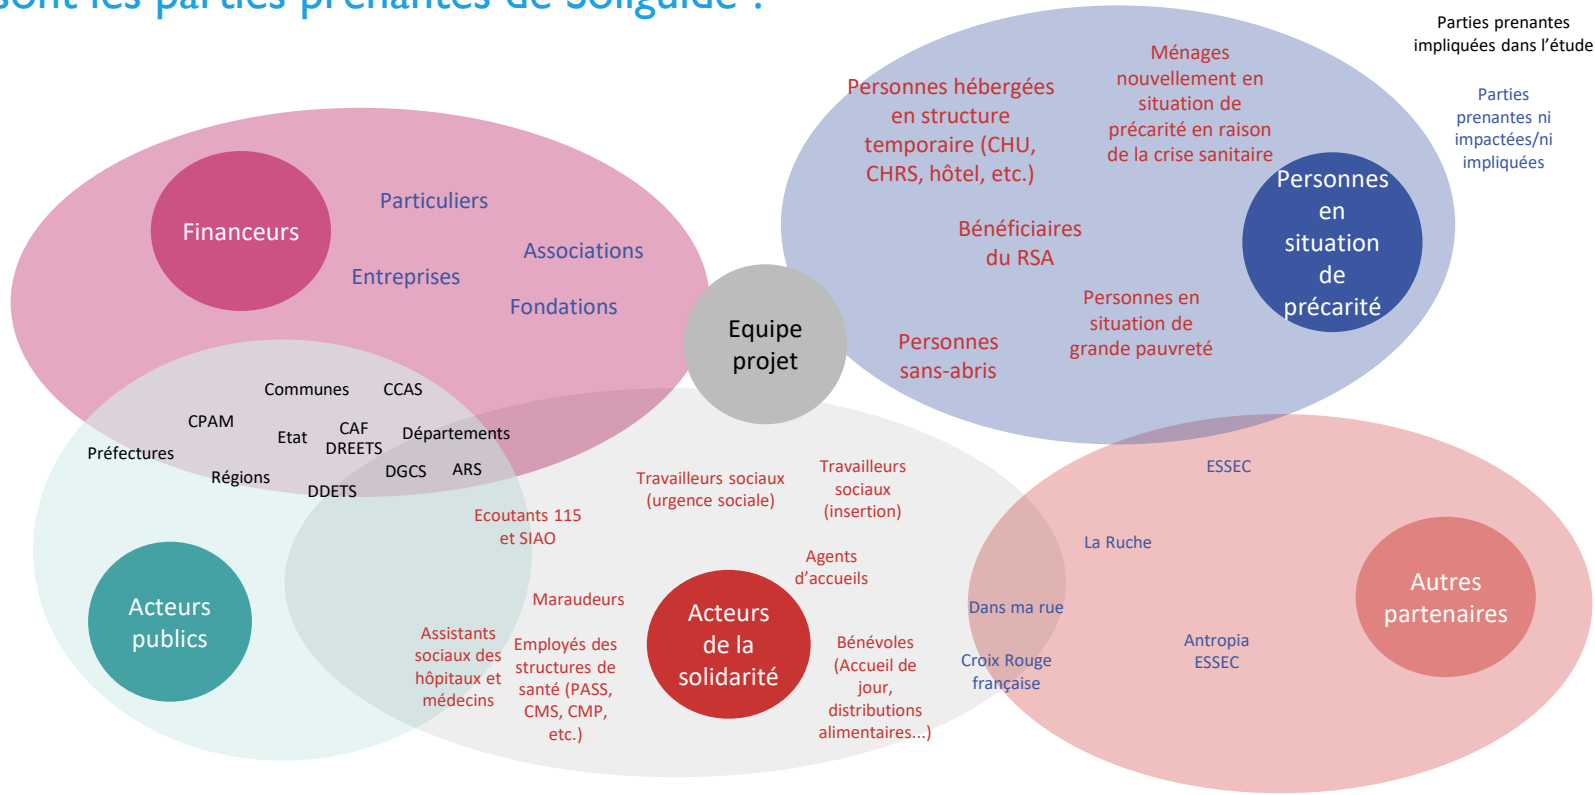 sont les parties prenantes de Soliguide ?
Parties prenantes
impliquées dans l'étude
Parties
prenantes ni
impactées/ni
impliquées
Financeurs
Particuliers
Associations
Entreprises
Fondations
Personnes hébergées
en structure
temporaire (CHU,
CHRS, hôtel, etc.)
Ménages
nouvellement en
situation de
précarité en raison
de la crise sanitaire
Bénéficiaires
du RSA
Personnes en
situation de
grande pauvreté
Personnes
sans-abris
Personnes
en
situation
de
précarité
Equipe
projet
Communes
CCAS
CPAM
Etat
CAF
DREETS
Départements
Préfectures
Régions
DDETS
DGCS
ARS
Acteurs
publics
Ecoutants 115
et SIAO
Travailleurs sociaux
(urgence sociale)
Travailleurs
sociaux
(insertion)
Agents
d'accueils
Maraudeurs
Assistants
sociaux des
hôpitaux et
médecins
Employés des
structures de
santé (PASS,
CMS, CMP,
etc.)
Acteurs
de la
solidarité
Bénévoles
(Accueil de
jour,
distributions
alimentaires...)
Dans ma rue
Croix Rouge
française
ESSEC
La Ruche
Antropia
ESSEC
Autres
partenaires